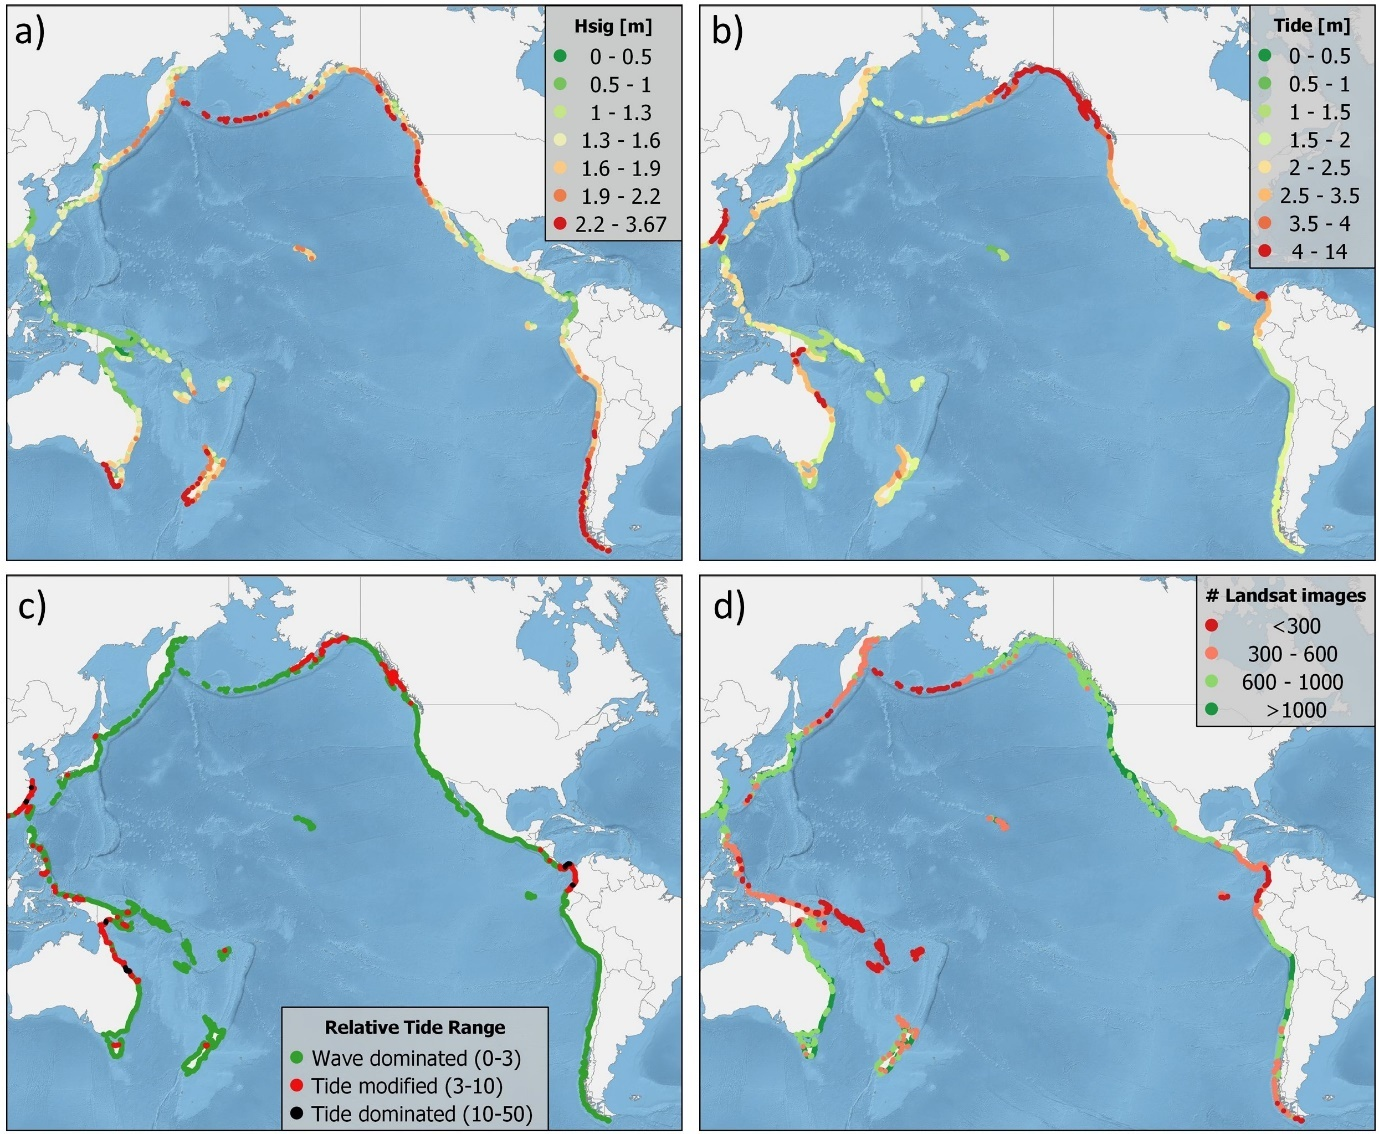 a)
Hsig [m]
0 - 0.5
0.5 - 1
1 - 1.3
1.3 - 1.6
1.6 - 1.9
1.9 - 2.2
2.2 - 3.67
b)
Tide [m]
0 - 0.5
0.5 - 1
1 - 1.5
1.5 - 2
2 - 2.5
2.5 - 3.5
3.5 - 4
4 - 14
c)
Relative Tide Range
Wave dominated (0-3)
Tide modified (3-10)
Tide dominated (10-50)
d)
# Landsat images
<300
300 - 600
600 - 1000
>1000